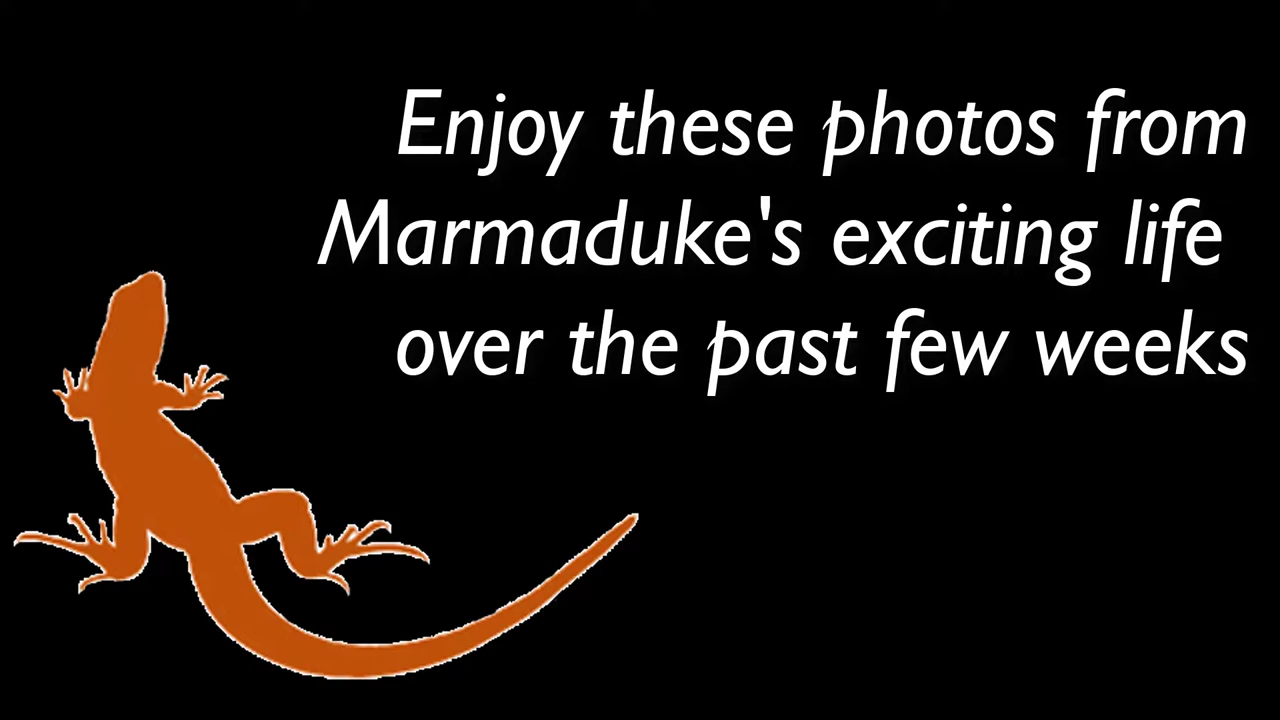 Enjoy these photos from
Marmaduke's exciting life
over the past few weeks